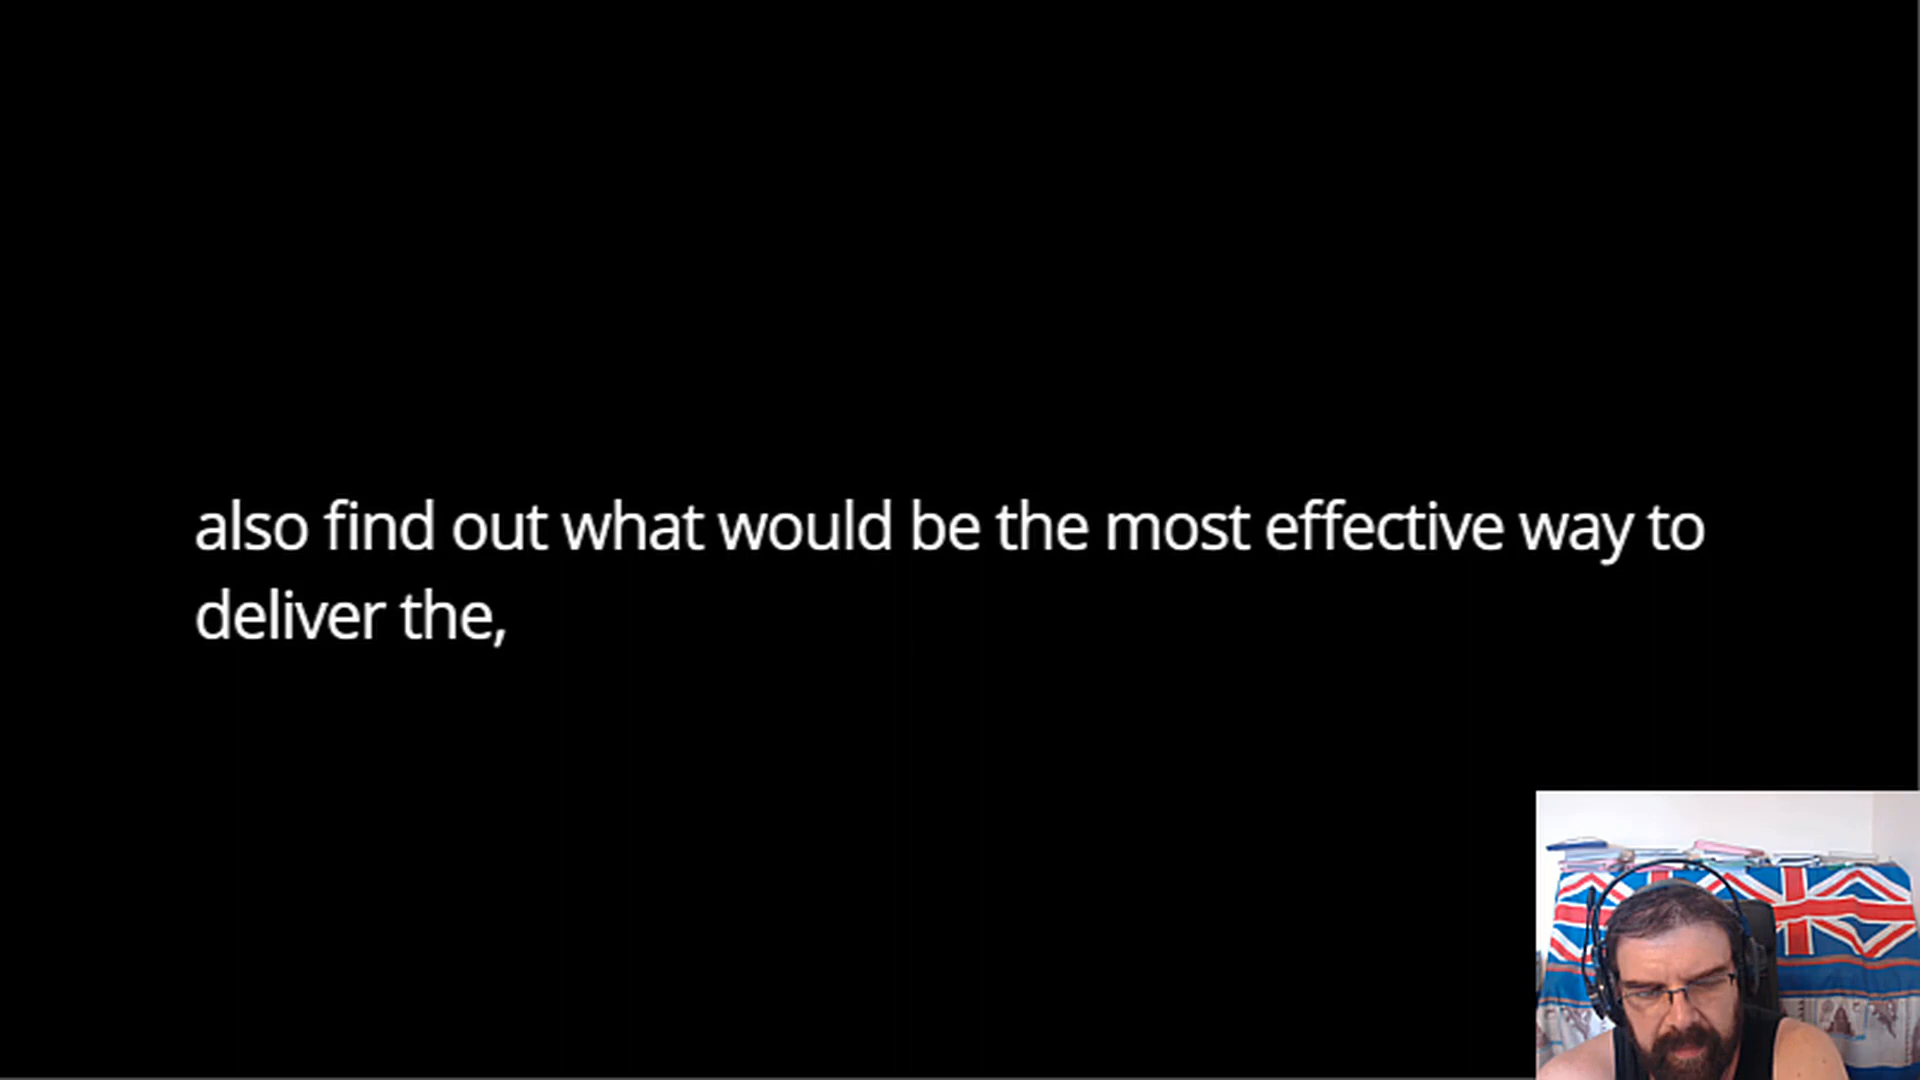 also find out what would be the most effective way to
deliver the,